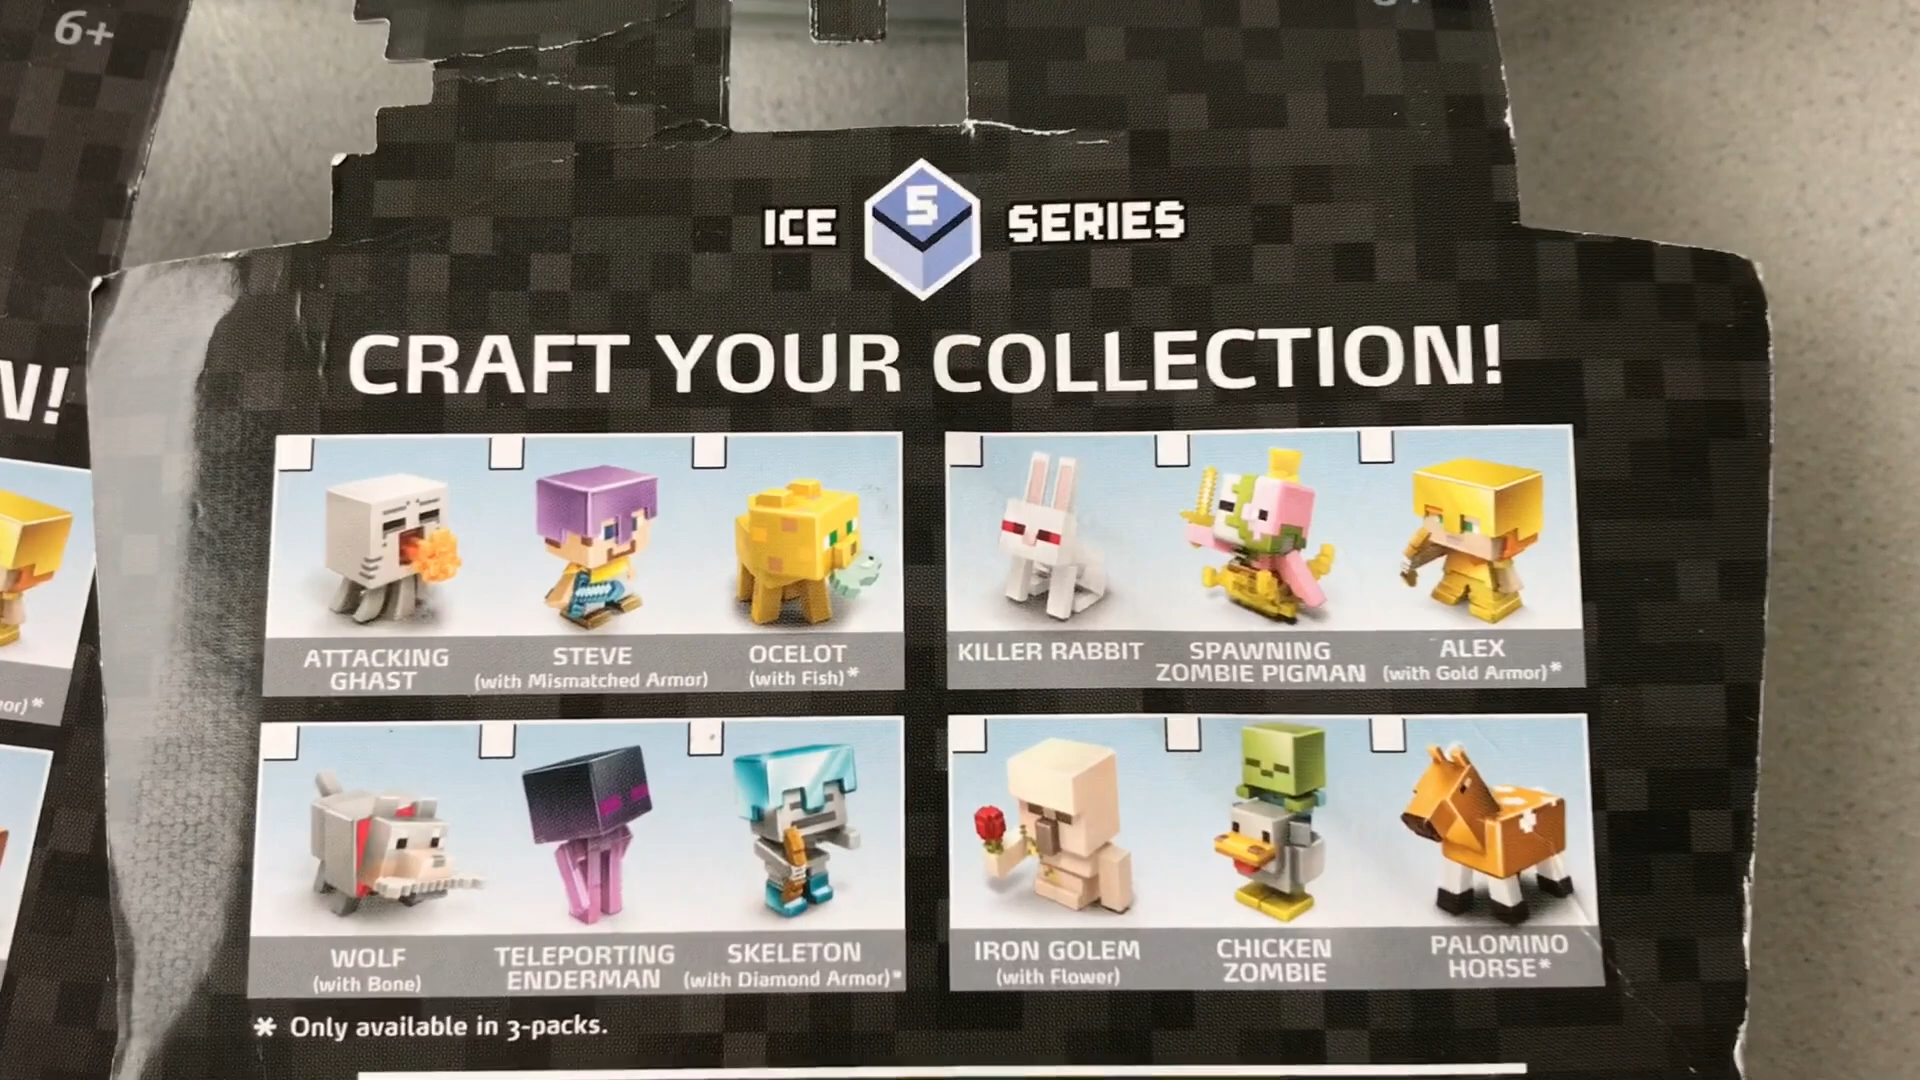 6+
ICE 5 SERIES
CRAFT YOUR COLLECTION!
ATTACKING GHAST
STEVE
(with Mismatched Armor)
OCELOT
(with Fish)*
KILLER RABBIT
SPAWNING
ZOMBIE PIGMAN
ALEX
(with Gold Armor)*
WOLF
(with Bone)
TELEPORTING
ENDERMAN
SKELETON
(with Diamond Armor)*
IRON GOLEM
(with Flower)
CHICKEN
ZOMBIE
PALOMINO
HORSE*
* Only available in 3-packs.